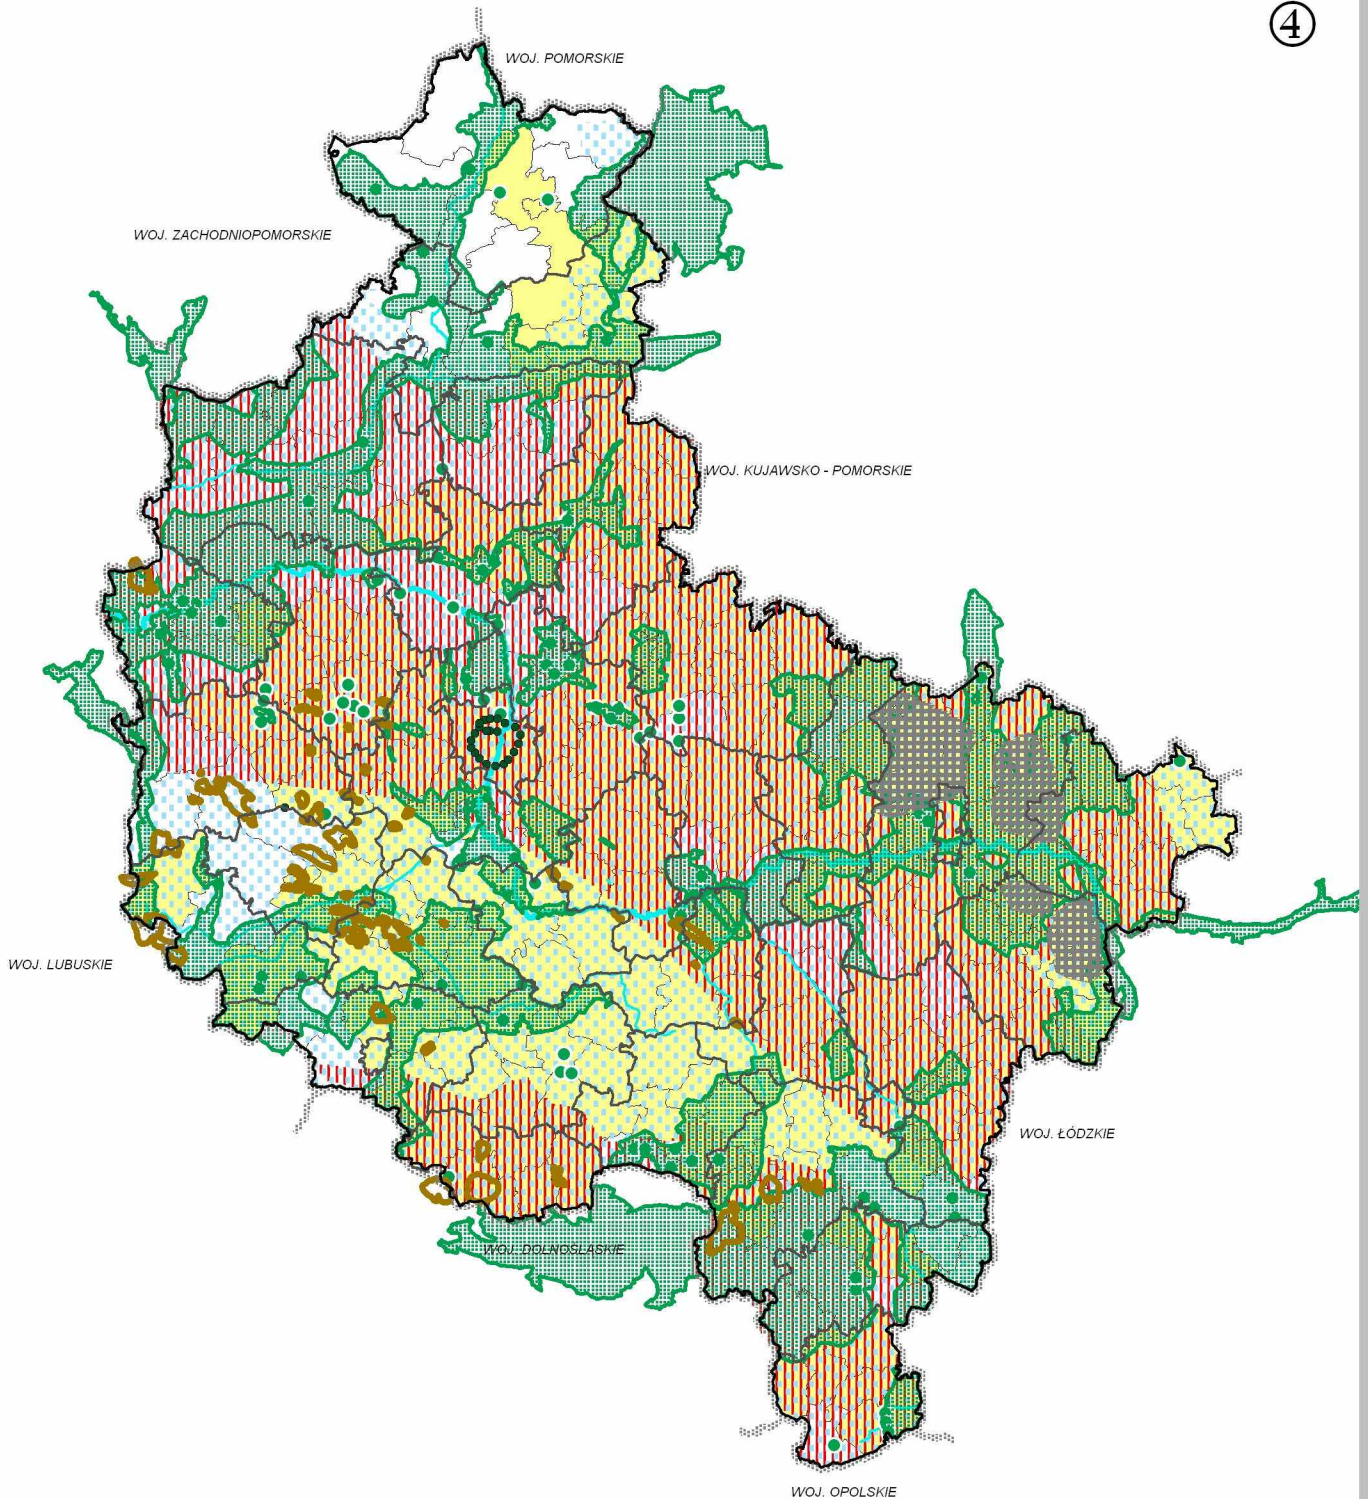 ④
WOJ. POMORSKIE
WOJ. ZACHODNIOPOMORSKIE
WOJ. KUJAWSKO - POMORSKIE
WOJ. LUBUSKIE
WOJ. ŁÓDZKIE
WOJ. DOLNOŚLĄSKIE
WOJ. OPOLSKIE